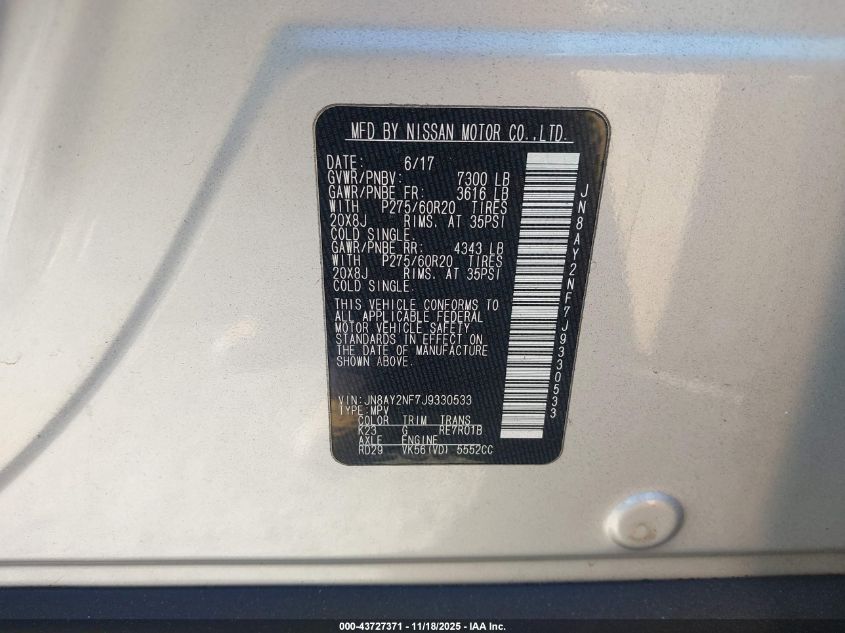 MFD BY NISSAN MOTOR CO.,LTD.
DATE: 6/17
GVWR/PNBV: 7300 LB
GAWR/PNBE FR: 3616 LB
WITH P275/60R20 TIRES
20X8J RIMS. AT 35PSI
COLD SINGLE.
GAWR/PNBE RR: 4343 LB
WITH P275/60R20 TIRES
20X8J RIMS. AT 35PSI
COLD SINGLE.
THIS VEHICLE CONFORMS TO
ALL APPLICABLE FEDERAL
MOTOR VEHICLE SAFETY
STANDARDS IN EFFECT ON
THE DATE OF MANUFACTURE
SHOWN ABOVE.
VIN:JN8AY2NF7J9330533
TYPE:MPV
COLOR TRIM TRANS
K23 G RE7R01B
AXLE ENGINE
RD29 VK56(VD) 5552CC
JN8AY2NF7J9330533
000-43727371 - 11/18/2025 - IAA Inc.